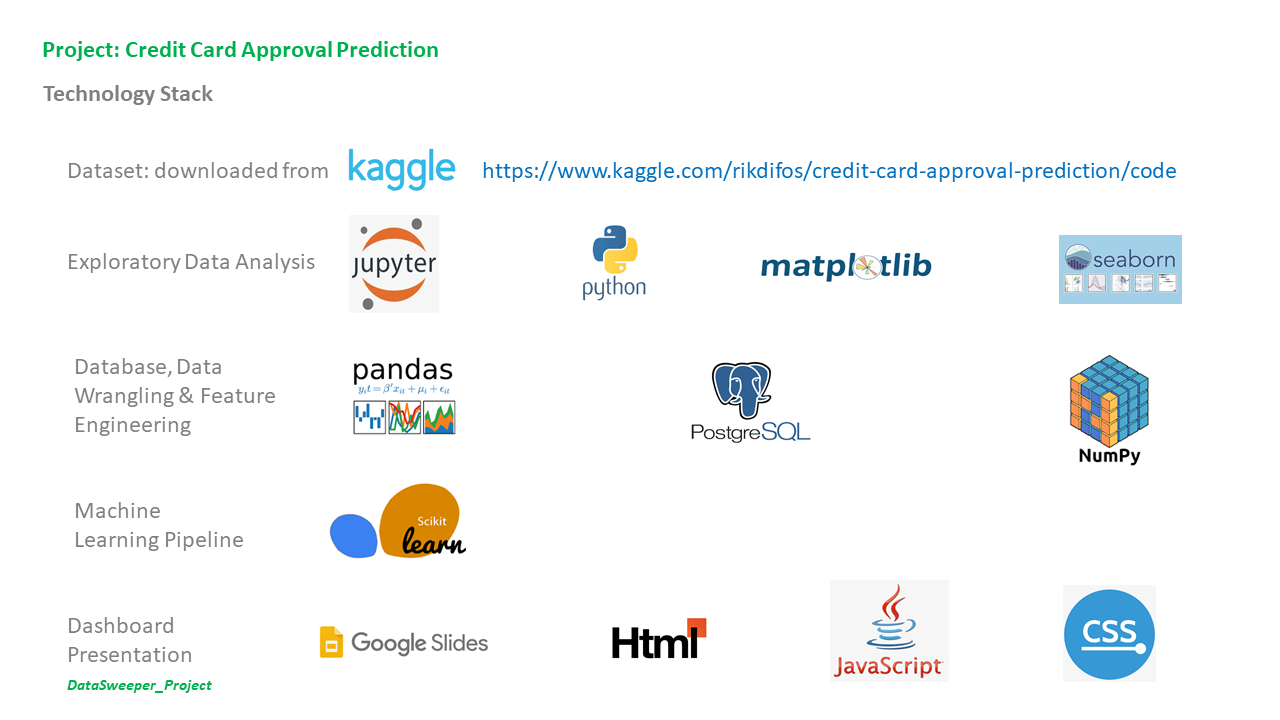 Project: Credit Card Approval Prediction
Technology Stack
Dataset: downloaded from kaggle https://www.kaggle.com/rikdifos/credit-card-approval-prediction/code
Exploratory Data Analysis
jupyter
python
matplotlib
seaborn
Database, Data
Wrangling & Feature
Engineering
pandas
PostgreSQL
NumPy
Machine
Learning Pipeline
Scikit
learn
Dashboard
Presentation
Google Slides
Html
JavaScript
CSS
DataSweeper_Project